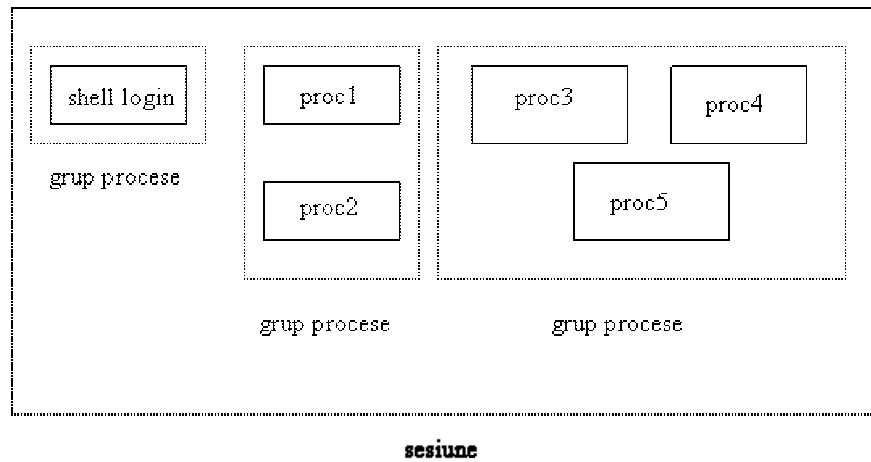 shell login
proc1
proc3
proc4
grup procese
proc2
proc5
grup procese
grup procese
sesiune